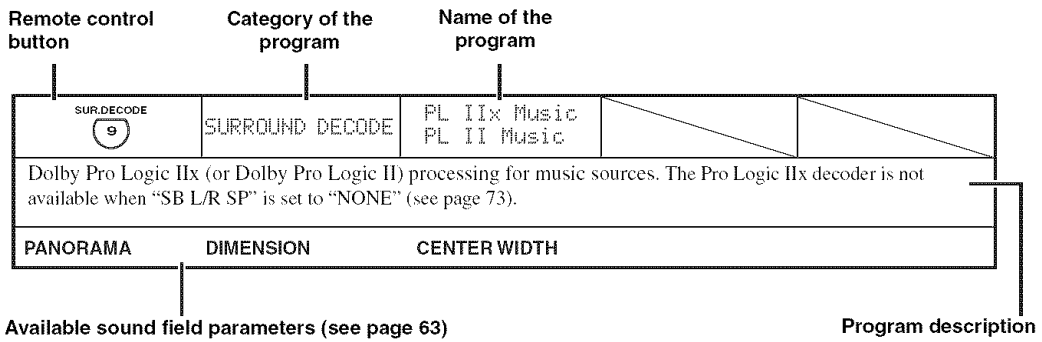 Remote control button
Category of the program
Name of the program
SUR.DECODE
9
SURROUND DECODE
PL IIx Music
PL II Music
Dolby Pro Logic IIx (or Dolby Pro Logic II) processing for music sources. The Pro Logic IIx decoder is not
available when “SB L/R SP” is set to “NONE” (see page 73).
PANORAMA DIMENSION CENTER WIDTH
Available sound field parameters (see page 63)
Program description